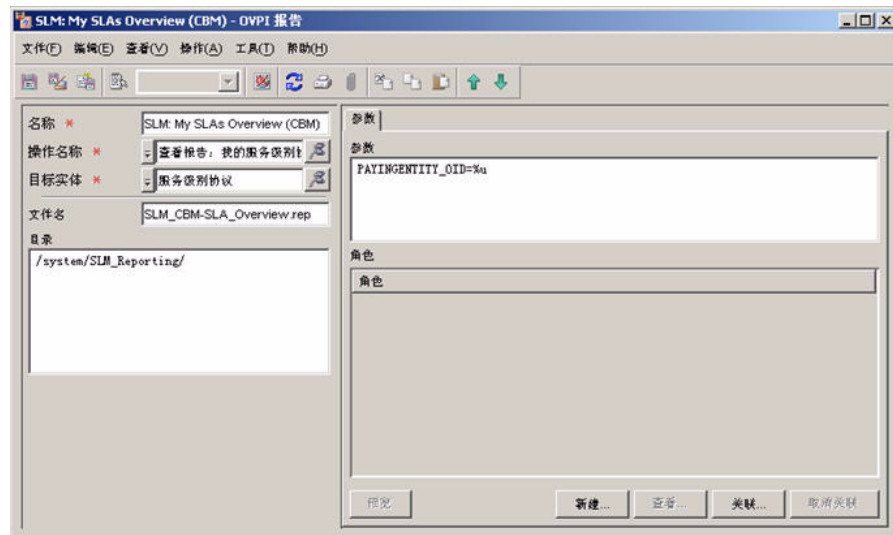 SLM: My SLAs Overview (CBM) - OVPI 报告
文件(F) 编辑(E) 查看(V) 操作(A) 工具(T) 帮助(H)
名称 *
SLM: My SLAs Overview (CBM)
操作名称 *
查看报告: 我的服务级别
目标实体 *
服务级别协议
文件名
SLM_CBM-SLA_Overview.rep
目录
/system/SLM_Reporting/
参数
参数
PAYINGENTITY_OID=%u
角色
角色
预览
新建...
查看...
关联...
取消关联